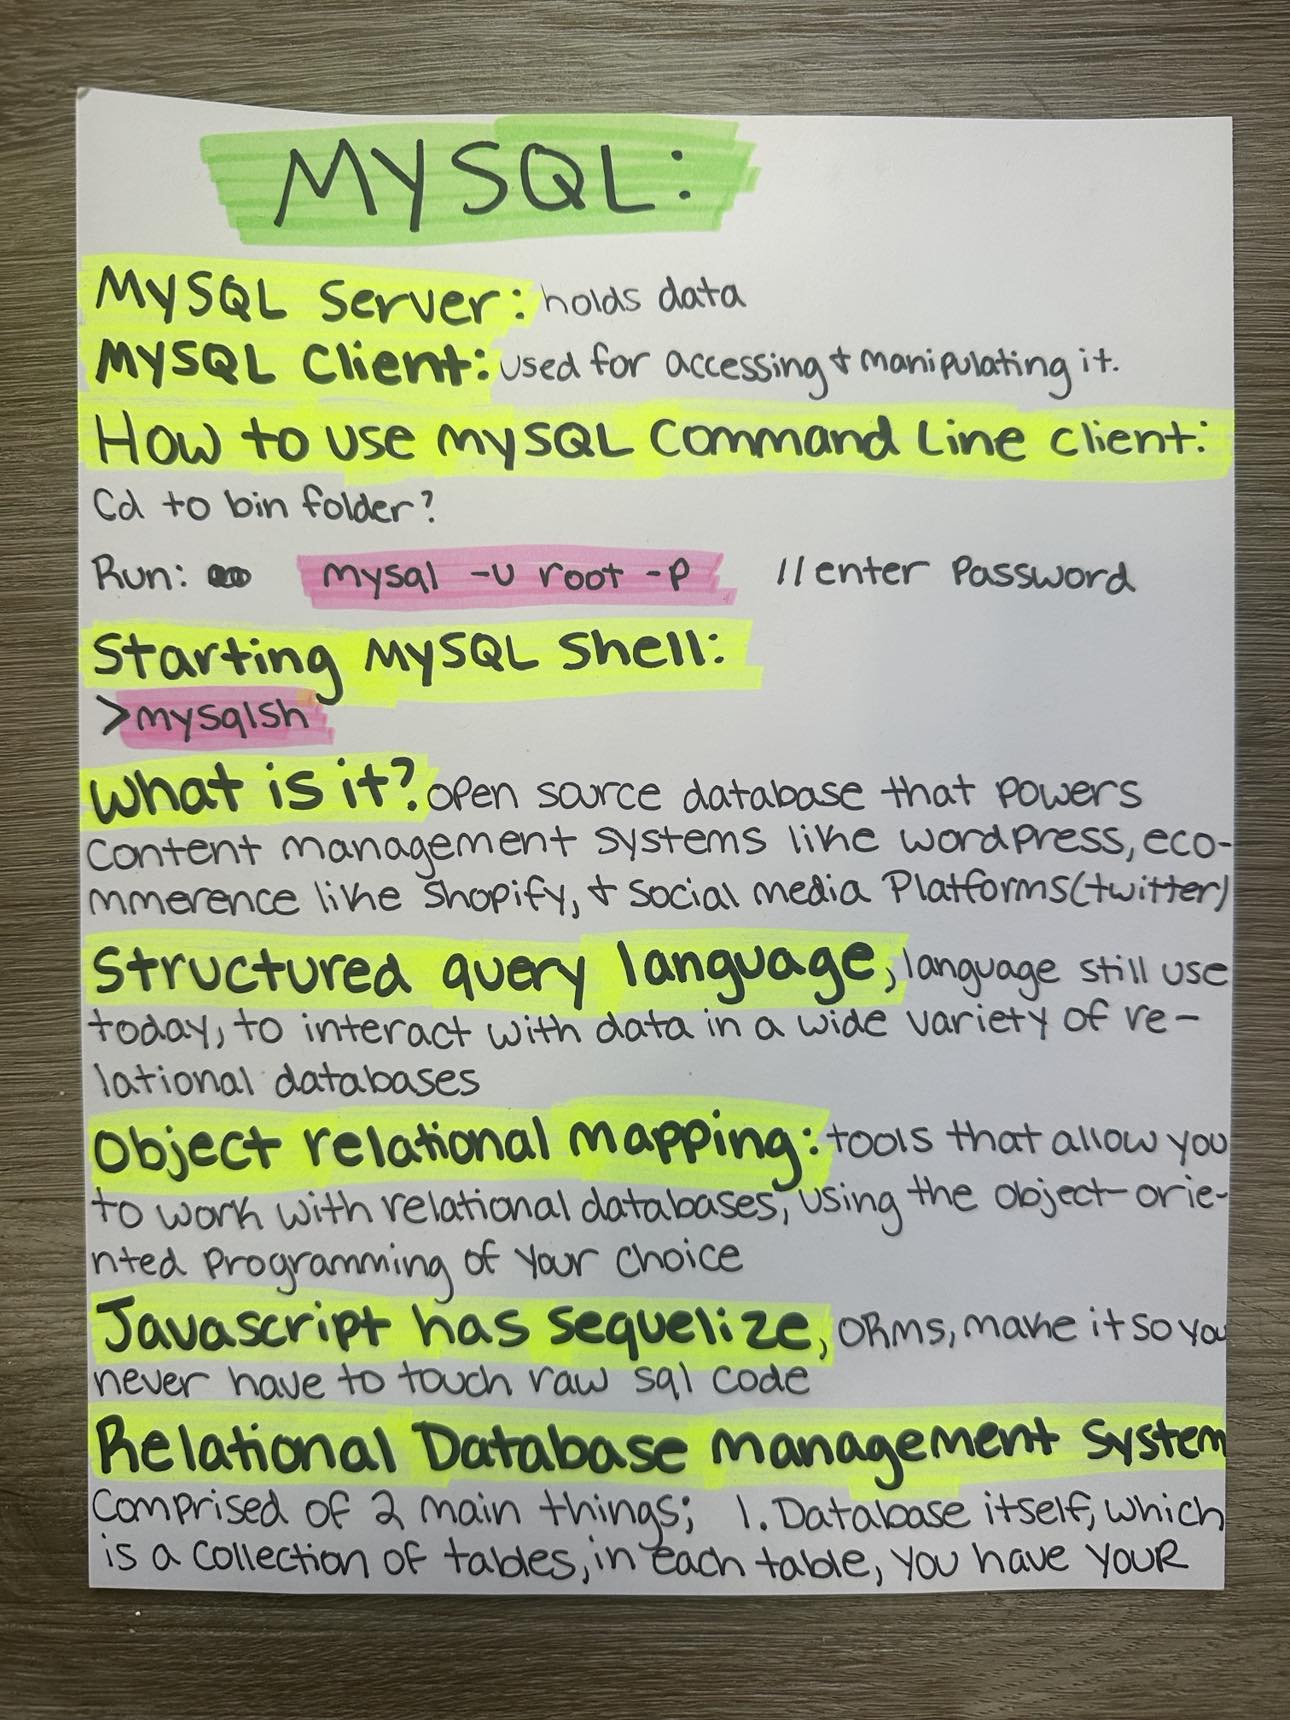 MYSQL:
MySQL Server: holds data
MySQL Client: used for accessing & manipulating it.
How to use mySQL Command Line Client:
Cd to bin folder?
Run: mysql -u root -p //enter Password
Starting MySQL Shell:
>mysqlsh
What is it? open source database that powers
content management systems like wordpress, eco-
mmerence like Shopify, & social media Platforms(twitter)
Structured query language, language still use
today, to interact with data in a wide variety of re-
lational databases
Object relational mapping: tools that allow you
to work with relational databases, using the object-orie-
nted Programming of your choice
Javascript has sequelize, ORms, make it so you
never have to touch raw sql code
Relational Database management System
Comprised of 2 main things; 1. Database itself, which
is a collection of tables, in each table, you have YOUR